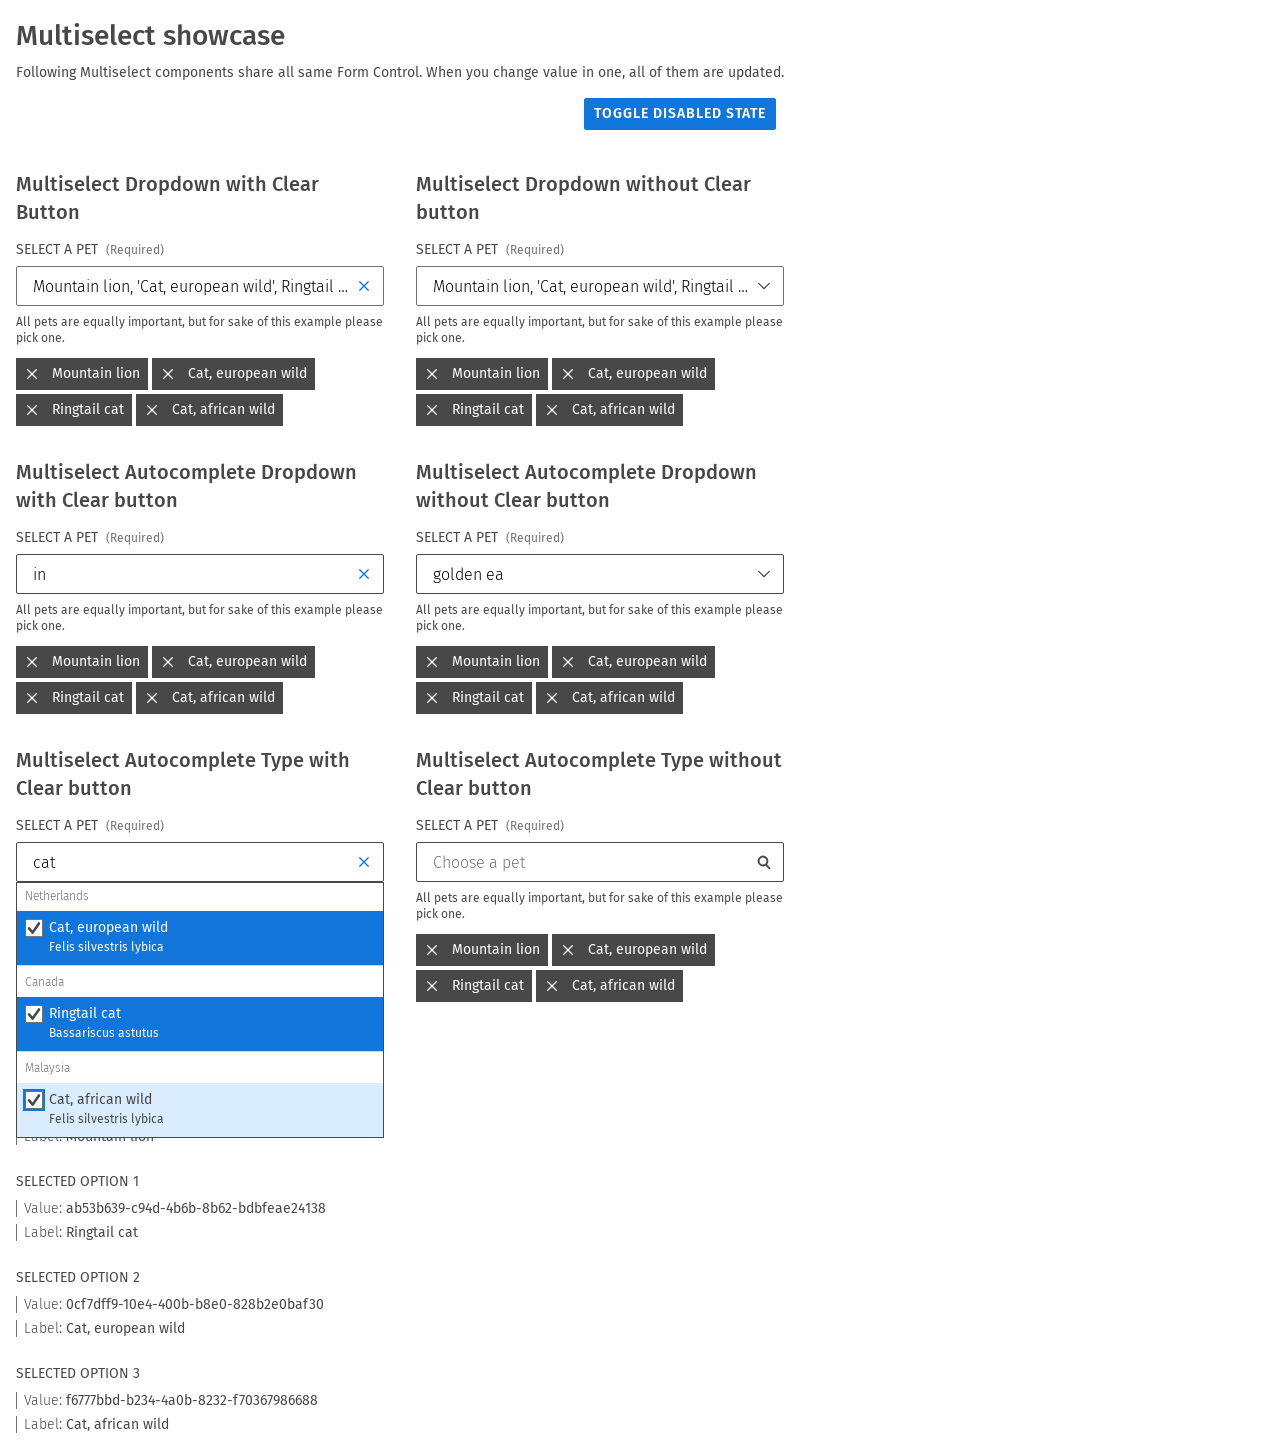 Multiselect showcase
Following Multiselect components share all same Form Control. When you change value in one, all of them are updated.
TOGGLE DISABLED STATE
Multiselect Dropdown with Clear
Button
SELECT A PET (Required)
Mountain lion, 'Cat, european wild', Ringtail ...
All pets are equally important, but for sake of this example please
pick one.
Mountain lion
Cat, european wild
Ringtail cat
Cat, african wild
Multiselect Dropdown without Clear
button
SELECT A PET (Required)
Mountain lion, 'Cat, european wild', Ringtail ...
All pets are equally important, but for sake of this example please
pick one.
Mountain lion
Cat, european wild
Ringtail cat
Cat, african wild
Multiselect Autocomplete Dropdown
with Clear button
SELECT A PET (Required)
in
All pets are equally important, but for sake of this example please
pick one.
Mountain lion
Cat, european wild
Ringtail cat
Cat, african wild
Multiselect Autocomplete Dropdown
without Clear button
SELECT A PET (Required)
golden ea
All pets are equally important, but for sake of this example please
pick one.
Mountain lion
Cat, european wild
Ringtail cat
Cat, african wild
Multiselect Autocomplete Type with
Clear button
SELECT A PET (Required)
cat
Netherlands
Cat, european wild
Felis silvestris lybica
Canada
Ringtail cat
Bassariscus astutus
Malaysia
Cat, african wild
Felis silvestris lybica
Multiselect Autocomplete Type without
Clear button
SELECT A PET (Required)
Choose a pet
All pets are equally important, but for sake of this example please
pick one.
Mountain lion
Cat, european wild
Ringtail cat
Cat, african wild
Label: Mountain lion
SELECTED OPTION 1
Value: ab53b639-c94d-4b6b-8b62-bdbfeae24138
Label: Ringtail cat
SELECTED OPTION 2
Value: 0cf7dff9-10e4-400b-b8e0-828b2e0baf30
Label: Cat, european wild
SELECTED OPTION 3
Value: f6777bbd-b234-4a0b-8232-f70367986688
Label: Cat, african wild